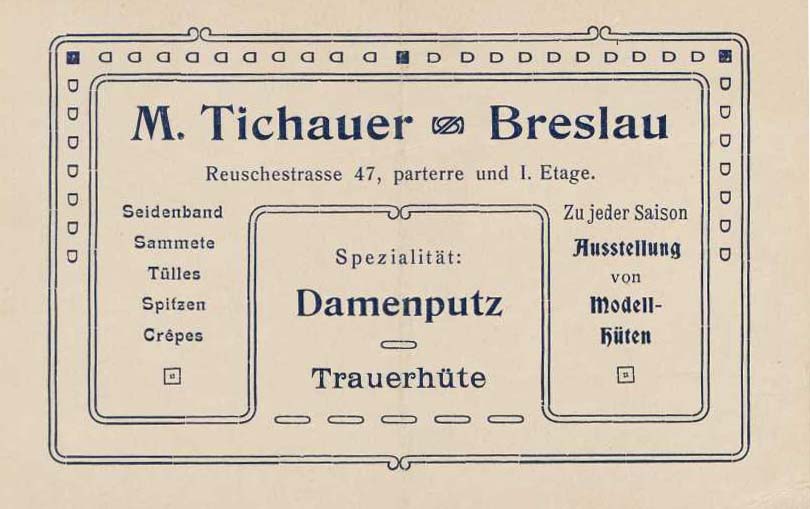 M. Tichauer Breslau
Reuschestrasse 47, parterre und I. Etage.
Seidenband
Sammete
Tülles
Spitzen
Crêpes
Spezialität:
Damenputz
Trauerhüte
Zu jeder Saison
Ausstellung
von
Modell-
hüten